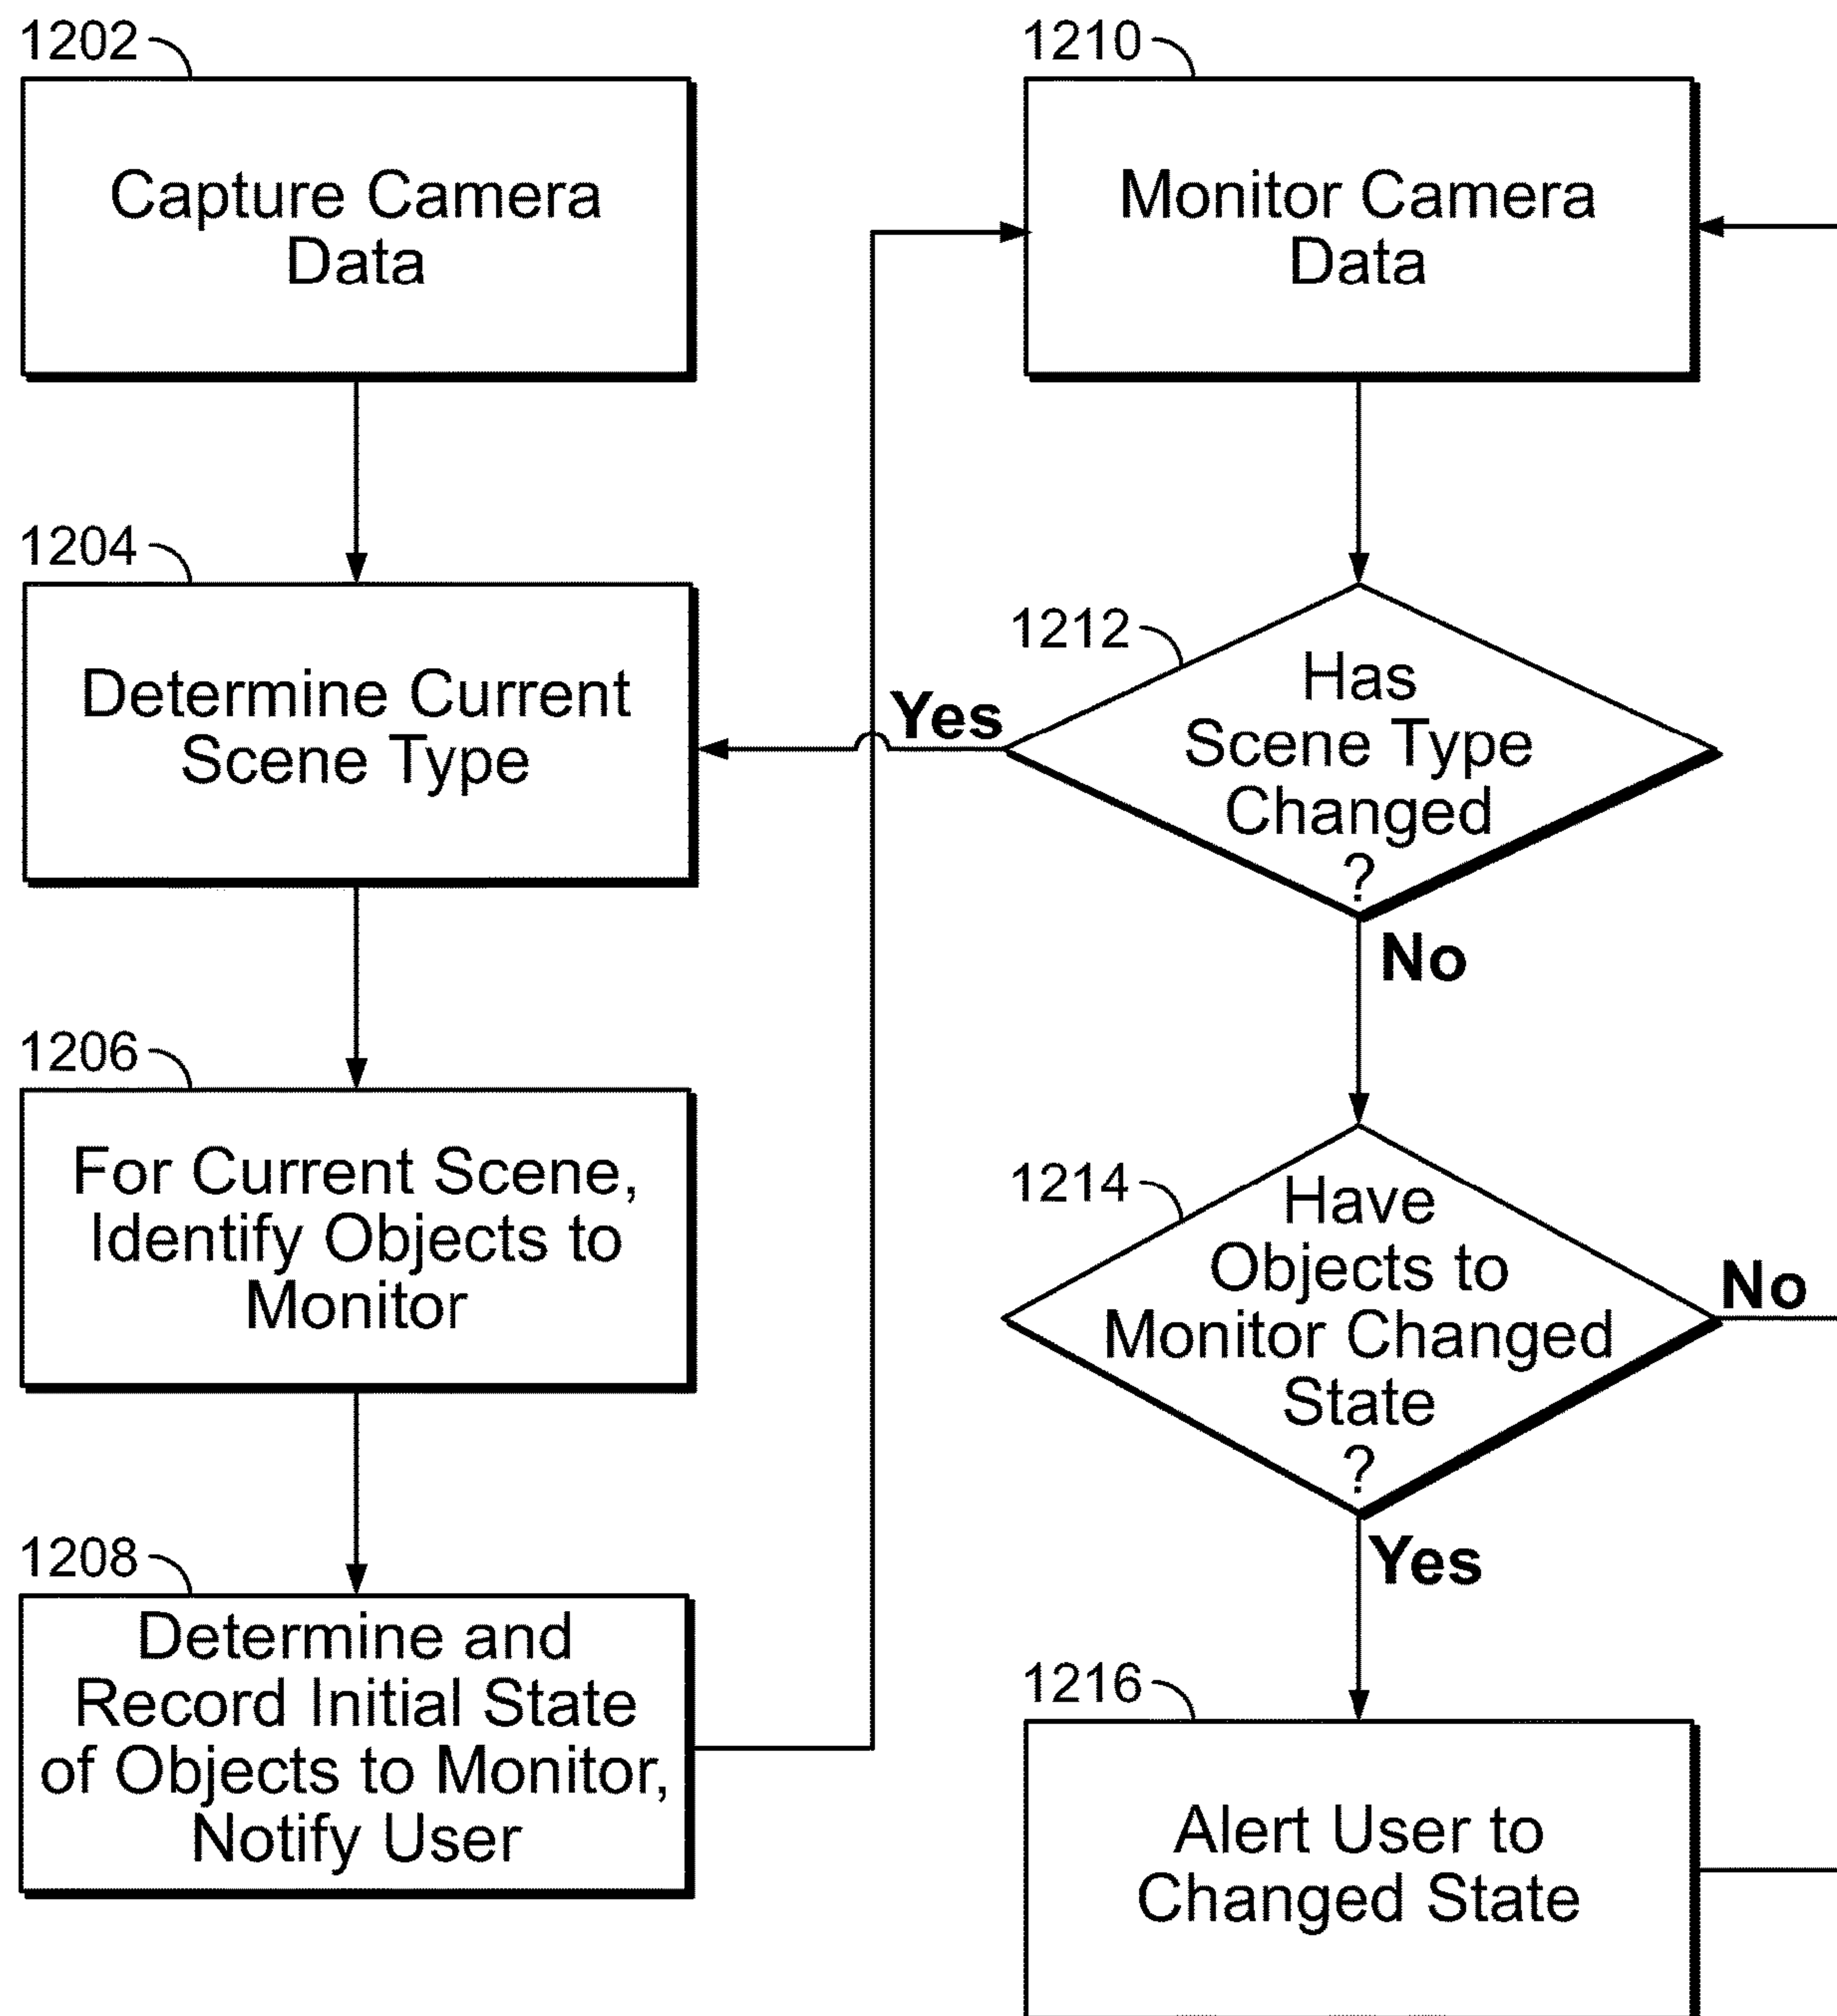 1202
Capture Camera
Data
1204
Determine Current
Scene Type
1206
For Current Scene,
Identify Objects to
Monitor
1208
Determine and
Record Initial State
of Objects to Monitor,
Notify User
1210
Monitor Camera
Data
1212
Has
Scene Type
Changed
?
Yes
No
1214
Have
Objects to
Monitor Changed
State
?
No
Yes
1216
Alert User to
Changed State